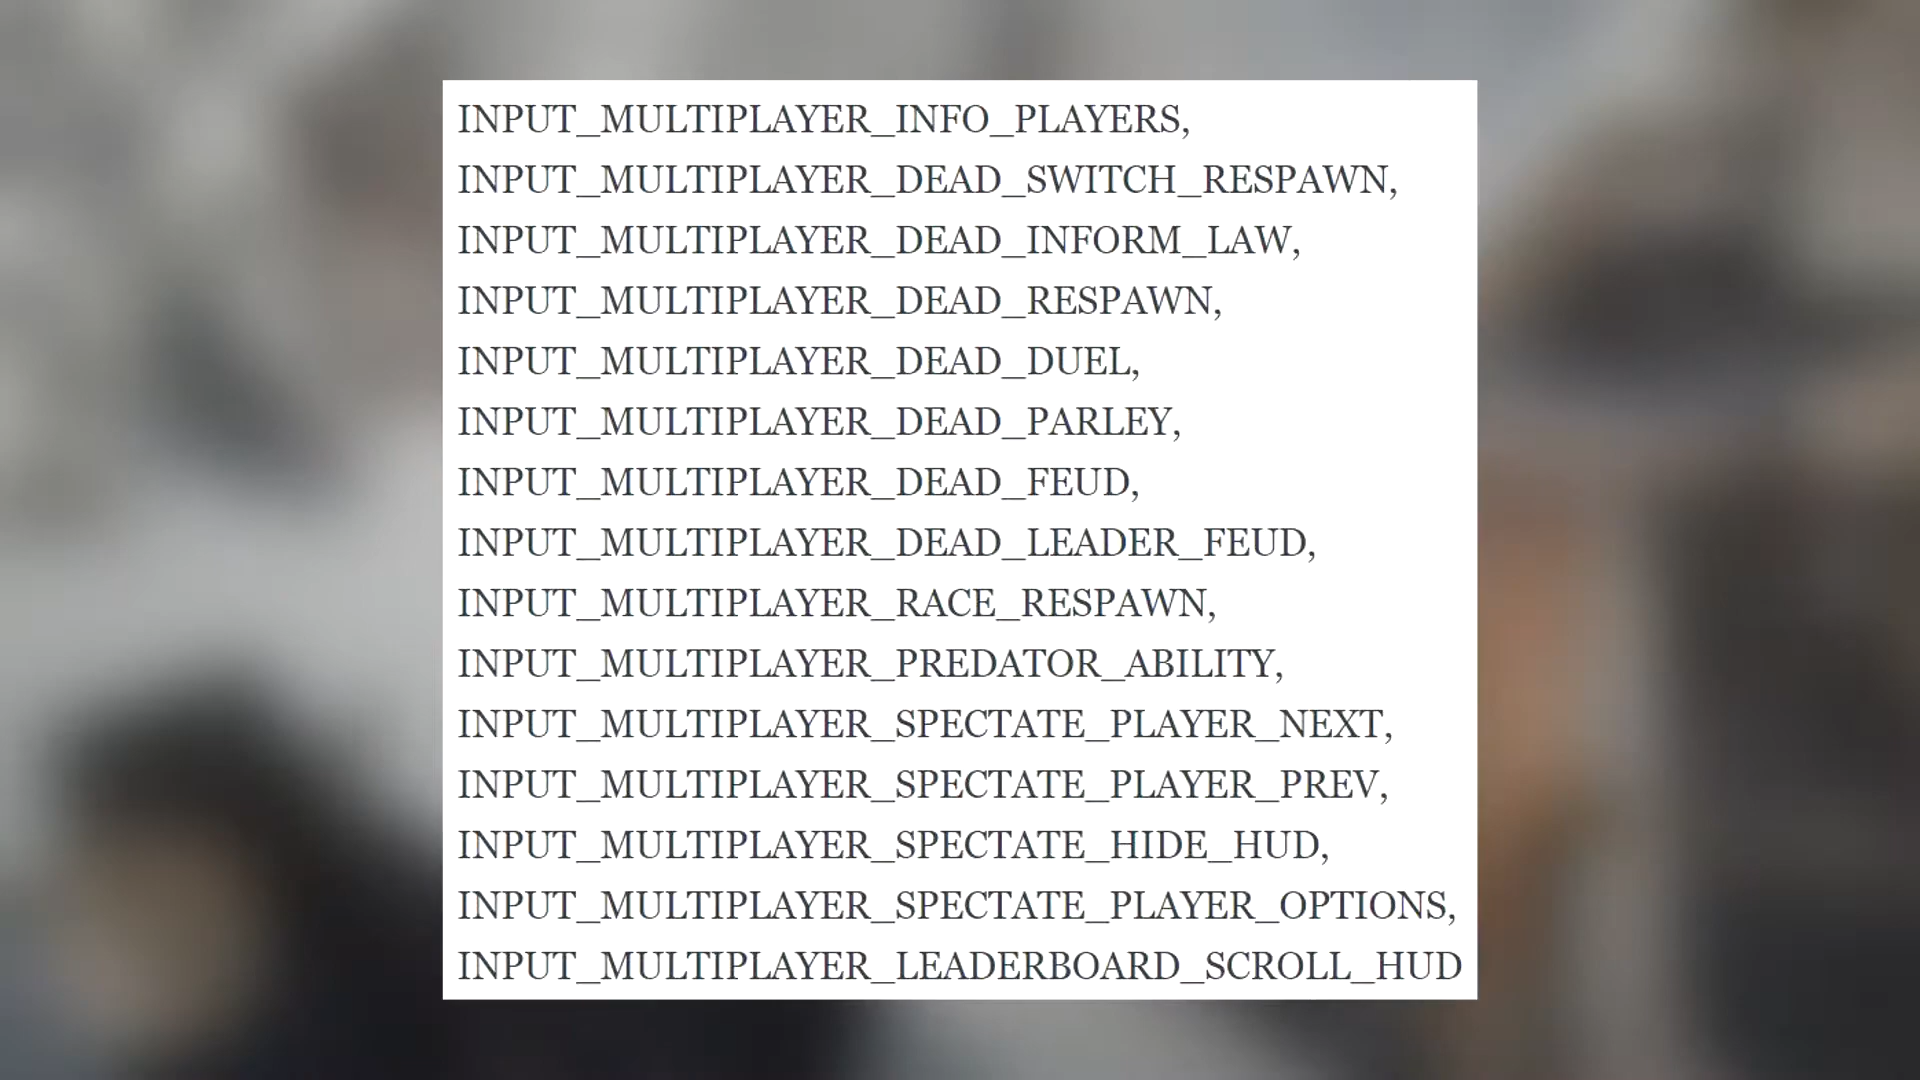 INPUT_MULTIPLAYER_INFO_PLAYERS,
INPUT_MULTIPLAYER_DEAD_SWITCH_RESPAWN,
INPUT_MULTIPLAYER_DEAD_INFORM_LAW,
INPUT_MULTIPLAYER_DEAD_RESPAWN,
INPUT_MULTIPLAYER_DEAD_DUEL,
INPUT_MULTIPLAYER_DEAD_PARLEY,
INPUT_MULTIPLAYER_DEAD_FEUD,
INPUT_MULTIPLAYER_DEAD_LEADER_FEUD,
INPUT_MULTIPLAYER_RACE_RESPAWN,
INPUT_MULTIPLAYER_PREDATOR_ABILITY,
INPUT_MULTIPLAYER_SPECTATE_PLAYER_NEXT,
INPUT_MULTIPLAYER_SPECTATE_PLAYER_PREV,
INPUT_MULTIPLAYER_SPECTATE_HIDE_HUD,
INPUT_MULTIPLAYER_SPECTATE_PLAYER_OPTIONS,
INPUT_MULTIPLAYER_LEADERBOARD_SCROLL_HUD